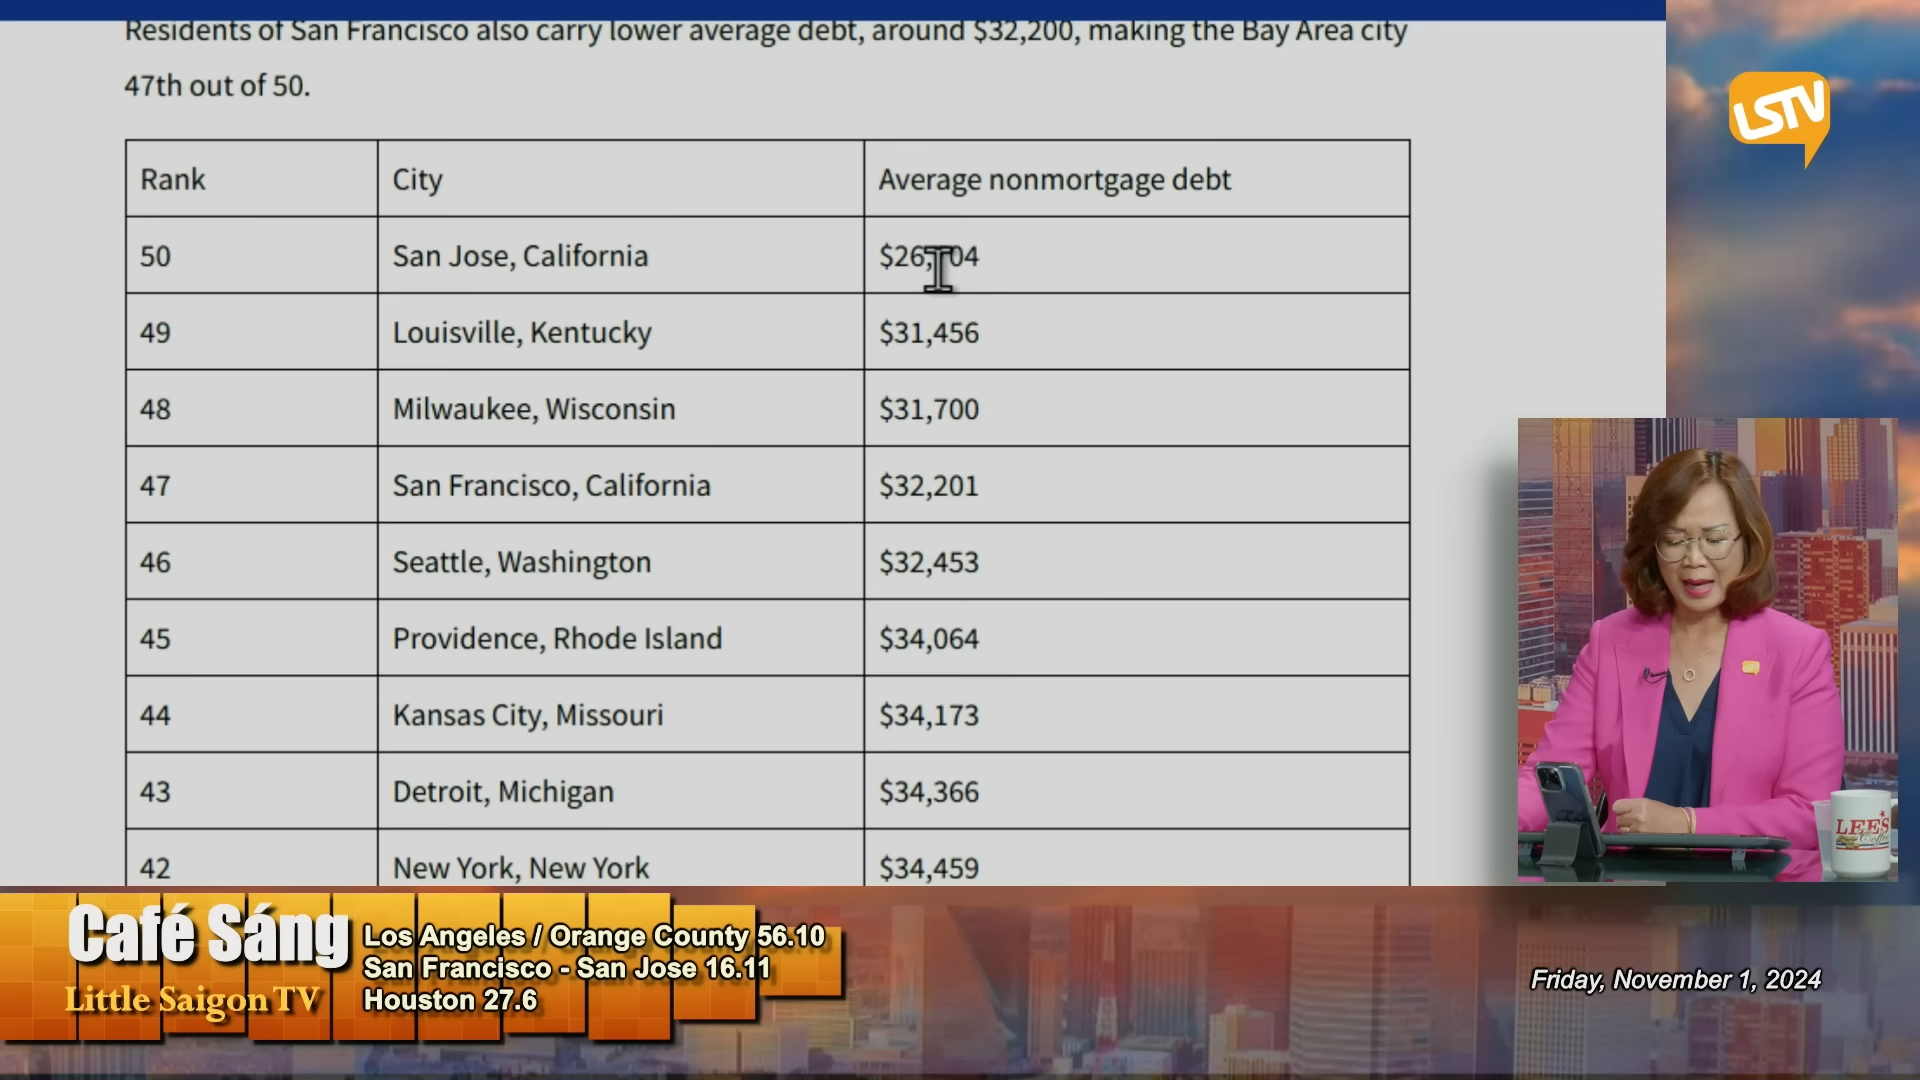 Residents of San Francisco also carry lower average debt, around $32,200, making the Bay Area city
47th out of 50.
LSTV
Rank City Average nonmortgage debt
50 San Jose, California
49 Louisville, Kentucky $31,456
48 Milwaukee, Wisconsin $31,700
47 San Francisco, California $32,201
46 Seattle, Washington $32,453
45 Providence, Rhode Island $34,064
44 Kansas City, Missouri $34,173
43 Detroit, Michigan $34,366
42 New York, New York $34,459
LEE'S
Coffee
Café Sáng
Little Saigon TV
Los Angeles / Orange County 56.10
San Francisco - San Jose 16.11
Houston 27.6
Friday, November 1, 2024